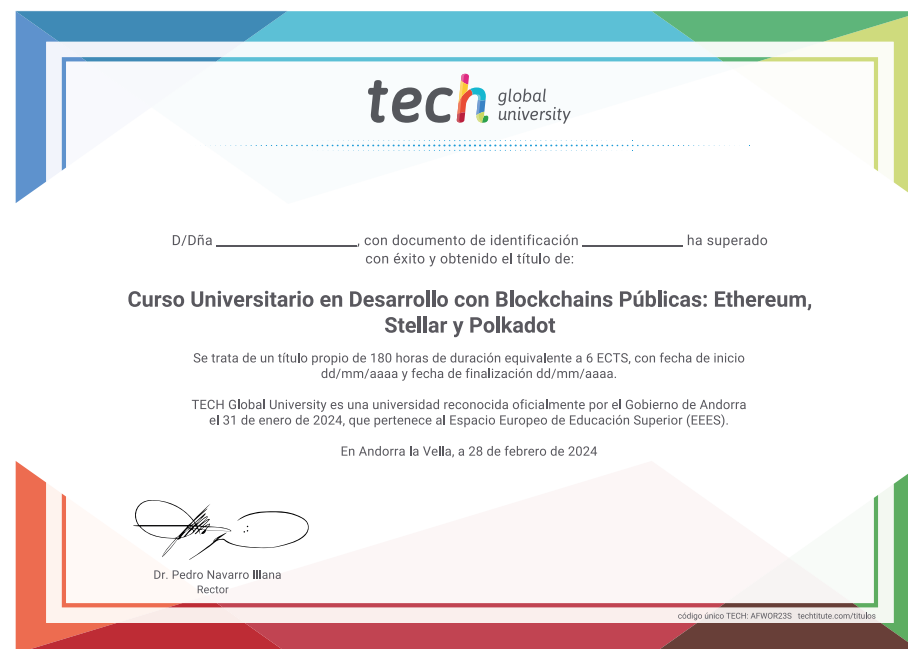 tech global
university
D/Dña ____________, con documento de identificación ____________ ha superado
con éxito y obtenido el título de:
Curso Universitario en Desarrollo con Blockchains Públicas: Ethereum,
Stellar y Polkadot
Se trata de un título propio de 180 horas de duración equivalente a 6 ECTS, con fecha de inicio
dd/mm/aaaa y fecha de finalización dd/mm/aaaa.
TECH Global University es una universidad reconocida oficialmente por el Gobierno de Andorra
el 31 de enero de 2024, que pertenece al Espacio Europeo de Educación Superior (EEES).
En Andorra la Vella, a 28 de febrero de 2024
Dr. Pedro Navarro Illana
Rector
código único TECH: AFWOR23S techtitute.com/titulos